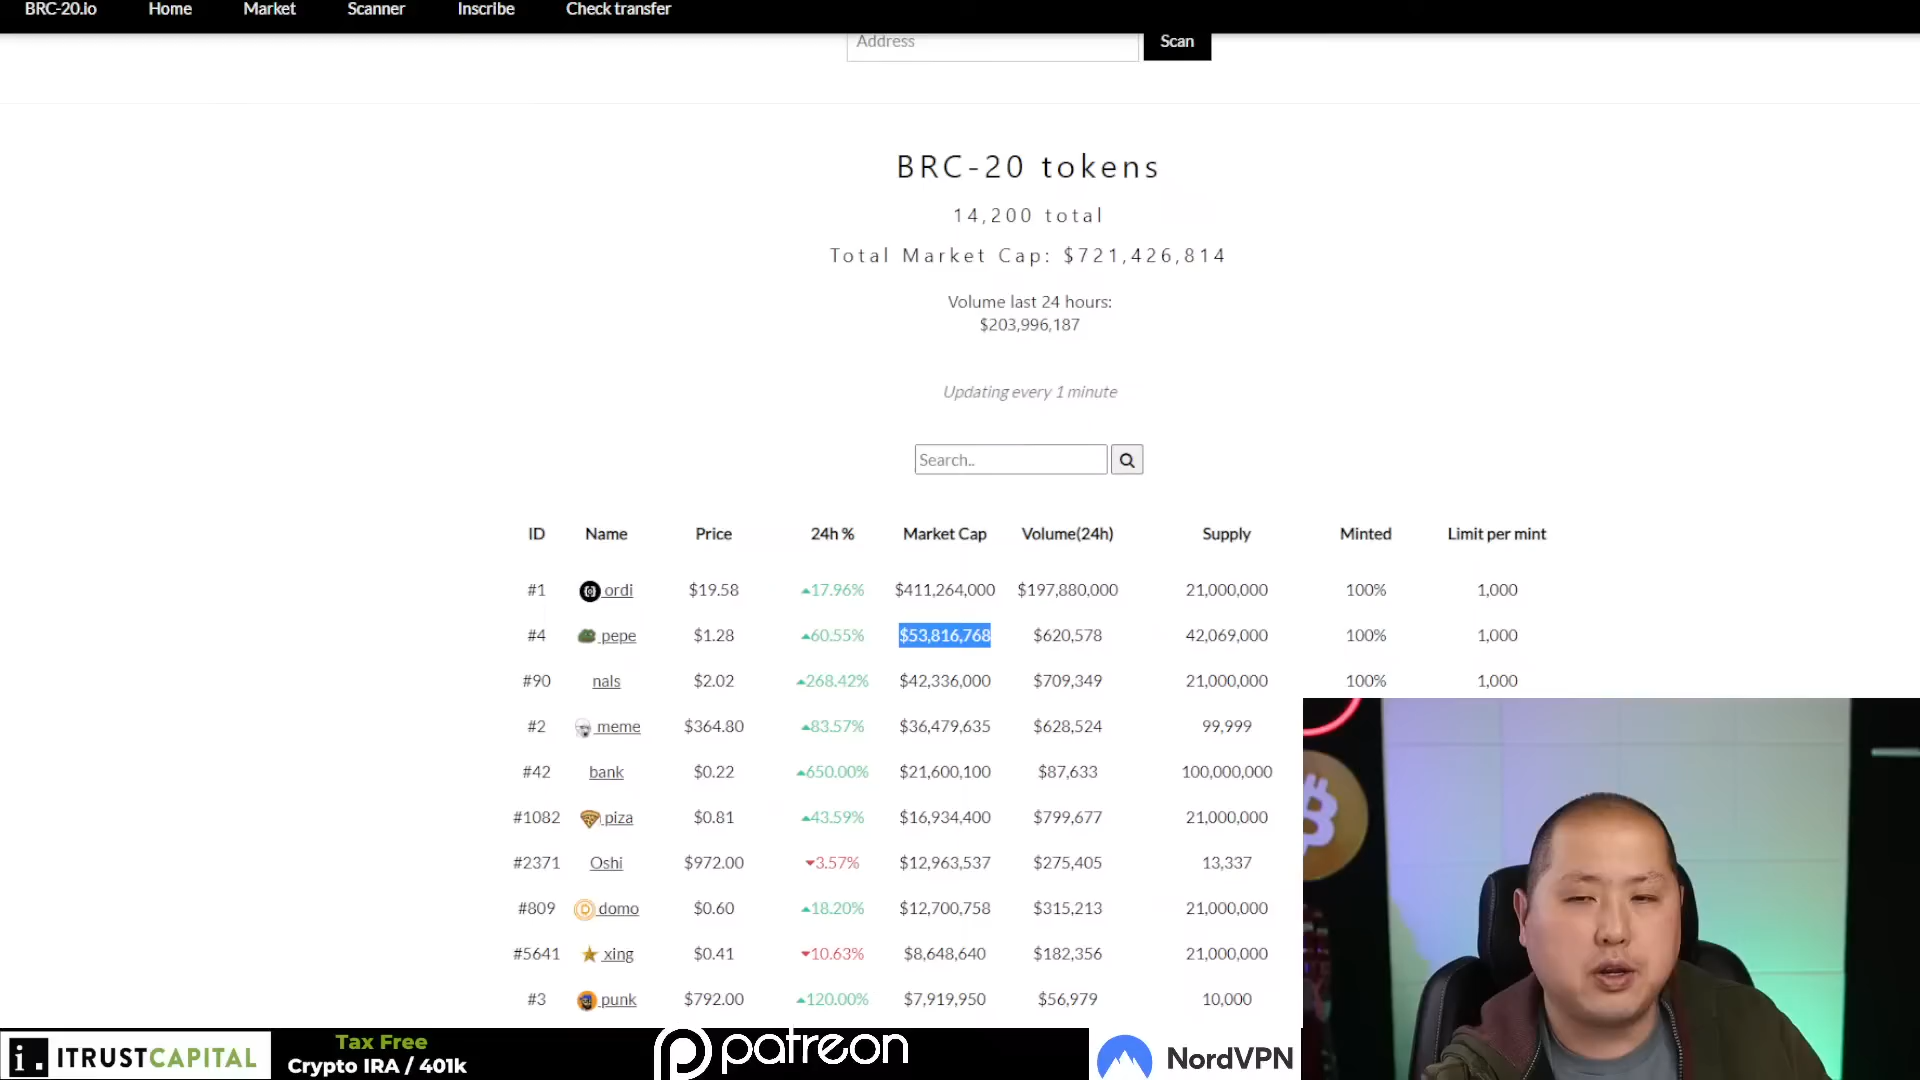 BRC-20.io Home Market Scanner Inscribe Check transfer
Address Scan
BRC-20 tokens
14,200 total
Total Market Cap: $721,426,814
Volume last 24 hours:
$203,996,187
Updating every 1 minute
Search..
ID Name Price 24h % Market Cap Volume(24h) Supply Minted Limit per mint
#1 ordi $19.58 17.96% $411,264,000 $197,880,000 21,000,000 100% 1,000
#4 pepe $1.28 60.55% $53,816,768 $620,578 42,069,000 100% 1,000
#90 nals $2.02 268.42% $42,336,000 $709,349 21,000,000 100% 1,000
#2 meme $364.80 83.57% $36,479,635 $628,524 99,999
#42 bank $0.22 650.00% $21,600,100 $87,633 100,000,000
#1082 piza $0.81 43.59% $16,934,400 $799,677 21,000,000
#2371 Oshi $972.00 3.57% $12,963,537 $275,405 13,337
#809 domo $0.60 18.20% $12,700,758 $315,213 21,000,000
#5641 xing $0.41 10.63% $8,648,640 $182,356 21,000,000
#3 punk $792.00 120.00% $7,919,950 $56,979 10,000
i. ITRUSTCAPITAL
Tax Free
Crypto IRA / 401k
patreon
NordVPN